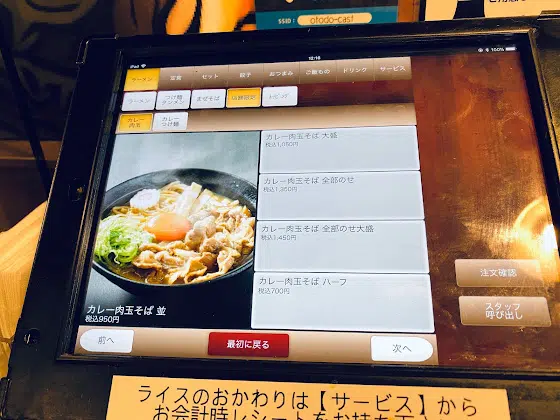 SSID : otodo-cast
iPad
12:16
100%
ラーメン
定食
セット
餃子
おつまみ
ご飯もの
ドリンク
サービス
ラーメン
つけ麺
まぜそば
店舗限定
カレー
肉玉
カレー
つけ麺
カレー肉玉そば 大盛
税込1,050円
カレー肉玉そば 全部のせ
税込1,350円
カレー肉玉そば 全部のせ大盛
税込1,450円
カレー肉玉そば ハーフ
税込700円
カレー肉玉そば 並
税込950円
注文確認
スタッフ
呼び出し
前へ
最初に戻る
次へ
ライスのおかわりは【サービス】から
お会計時レシートをお持ち